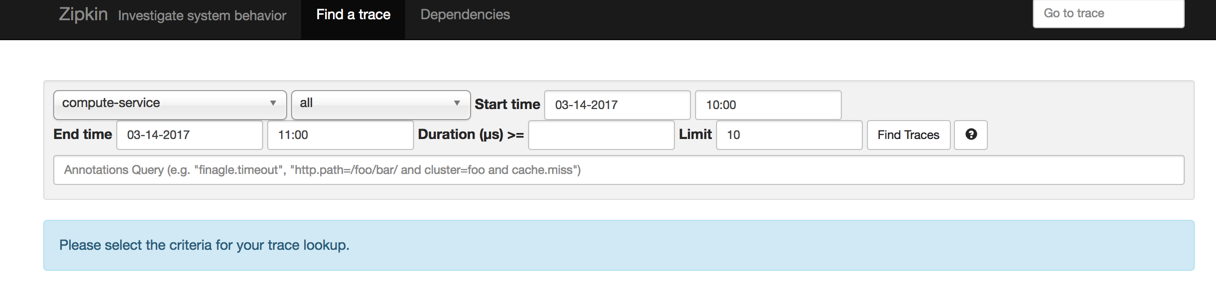 Zipkin Investigate system behavior Find a trace Dependencies Go to trace
compute-service all Start time 03-14-2017 10:00
End time 03-14-2017 11:00 Duration (μs) >= Limit 10 Find Traces ?
Annotations Query (e.g. "finagle.timeout", "http.path=/foo/bar/ and cluster=foo and cache.miss")
Please select the criteria for your trace lookup.